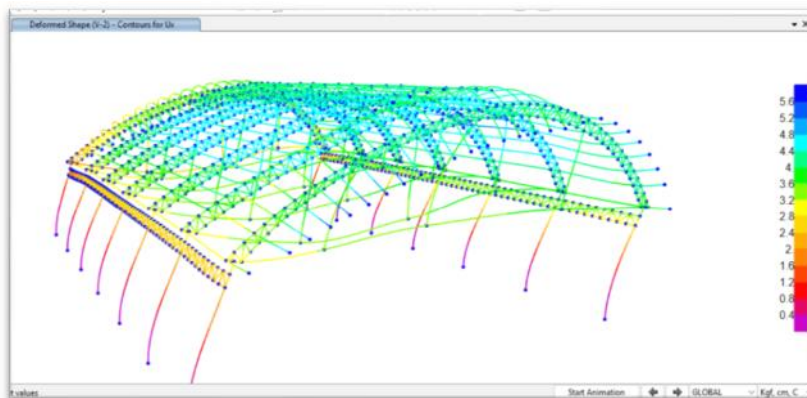 Deformed Shape (V-2) - Contours for Ux
5.6
5.2
4.8
4.4
4
3.6
3.2
2.8
2.4
2
1.6
1.2
0.8
0.4
t values
Start Animation
GLOBAL
Kgf, cm, C